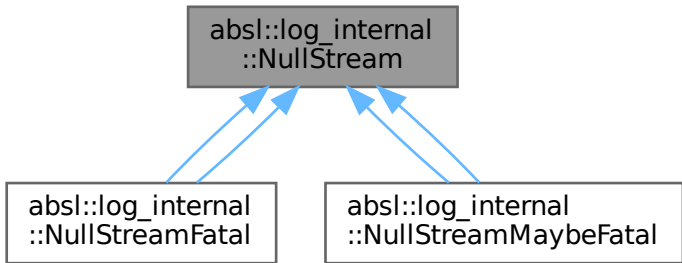 absl::log_internal
::NullStream
absl::log_internal
::NullStreamFatal
absl::log_internal
::NullStreamMaybeFatal